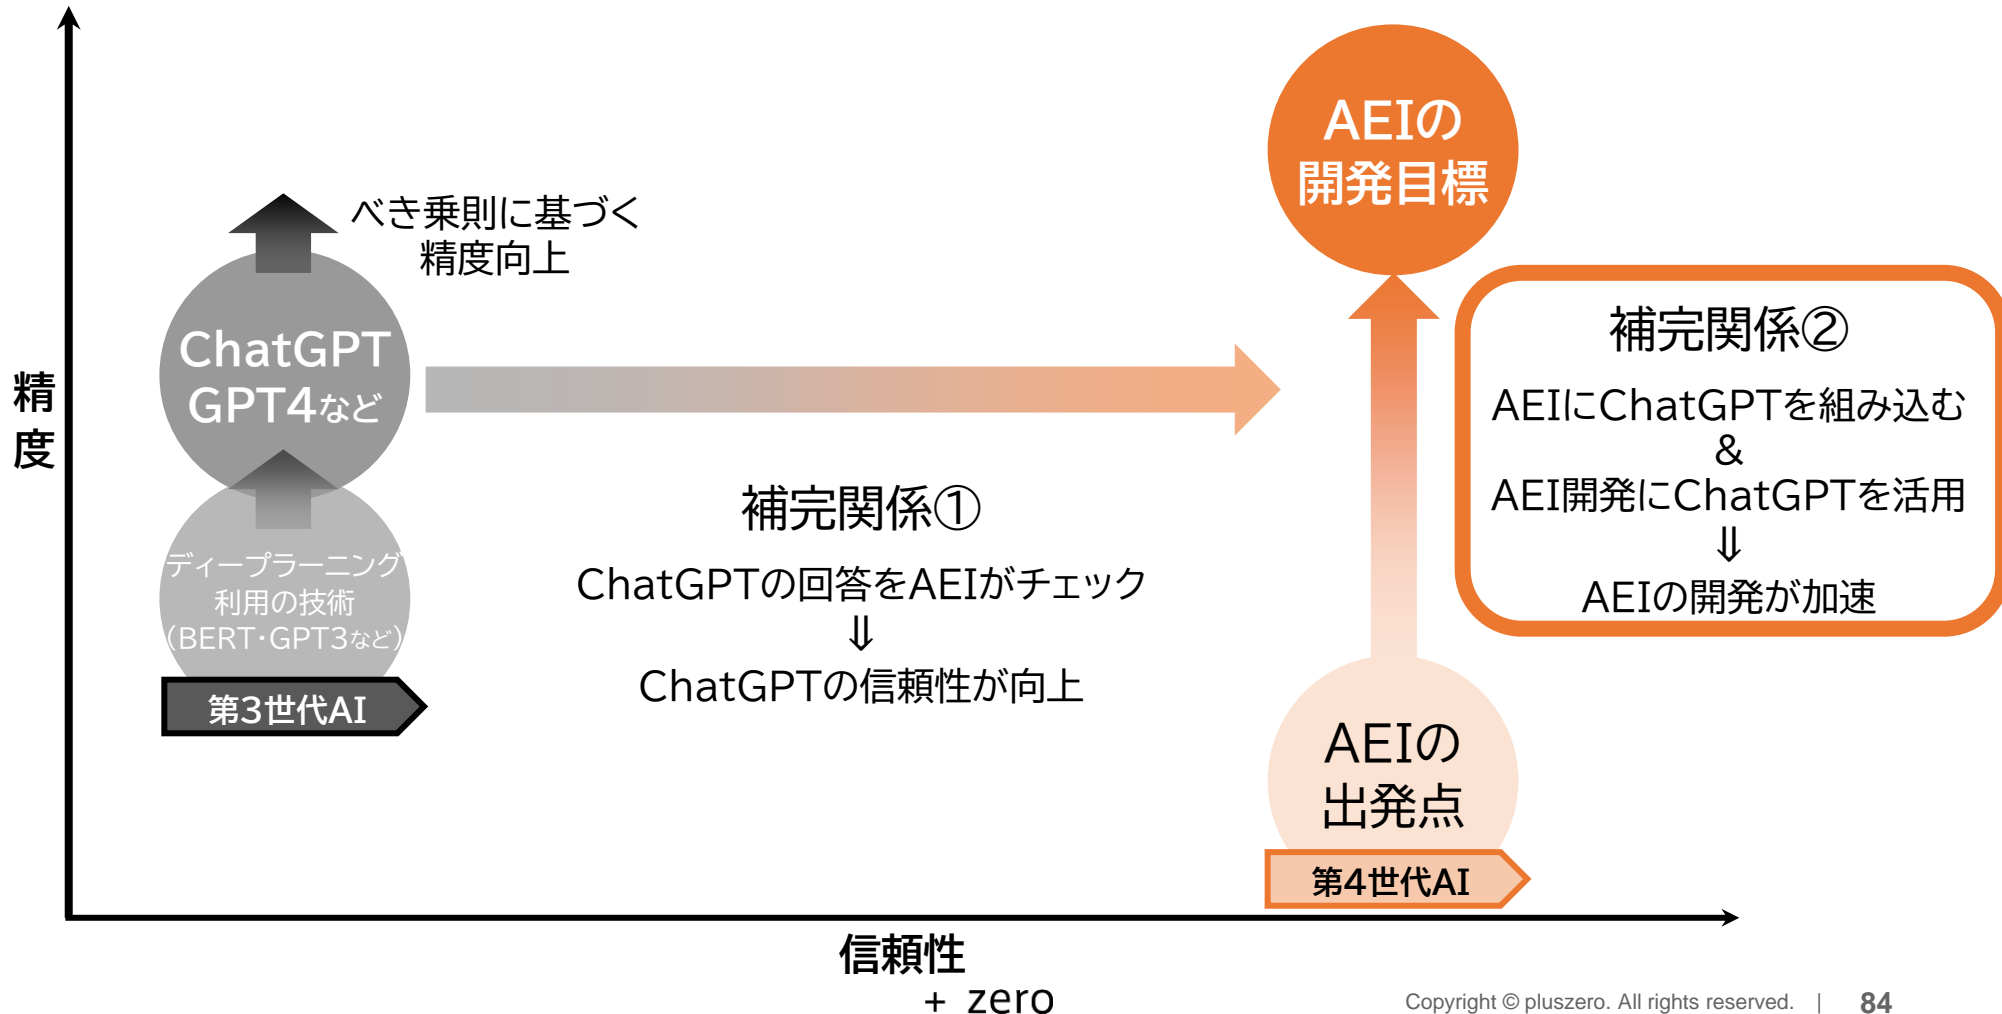 精度
べき乗則に基づく
精度向上
ChatGPT
GPT4など
ディープラーニング
利用の技術
(BERT・GPT3など)
第3世代AI
補完関係①
ChatGPTの回答をAEIがチェック
⇓
ChatGPTの信頼性が向上
AEIの
開発目標
補完関係②
AEIにChatGPTを組み込む
&
AEI開発にChatGPTを活用
⇓
AEIの開発が加速
AEIの
出発点
第4世代AI
信頼性
+ zero
Copyright © pluszero. All rights reserved. | 84